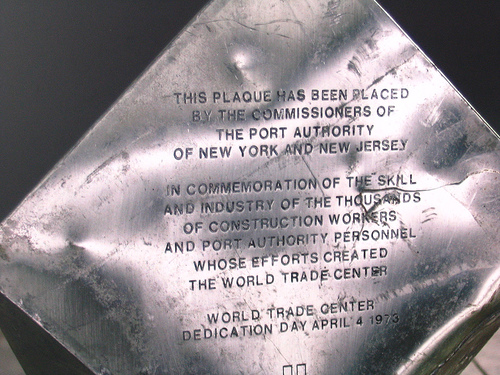 THIS PLAQUE HAS BEEN PLACED
BY THE COMMISSIONERS OF
THE PORT AUTHORITY
OF NEW YORK AND NEW JERSEY
IN COMMEMORATION OF THE SKILL
AND INDUSTRY OF THE THOUSANDS
OF CONSTRUCTION WORKERS
AND PORT AUTHORITY PERSONNEL
WHOSE EFFORTS CREATED
THE WORLD TRADE CENTER
WORLD TRADE CENTER
DEDICATION DAY APRIL 4 1973